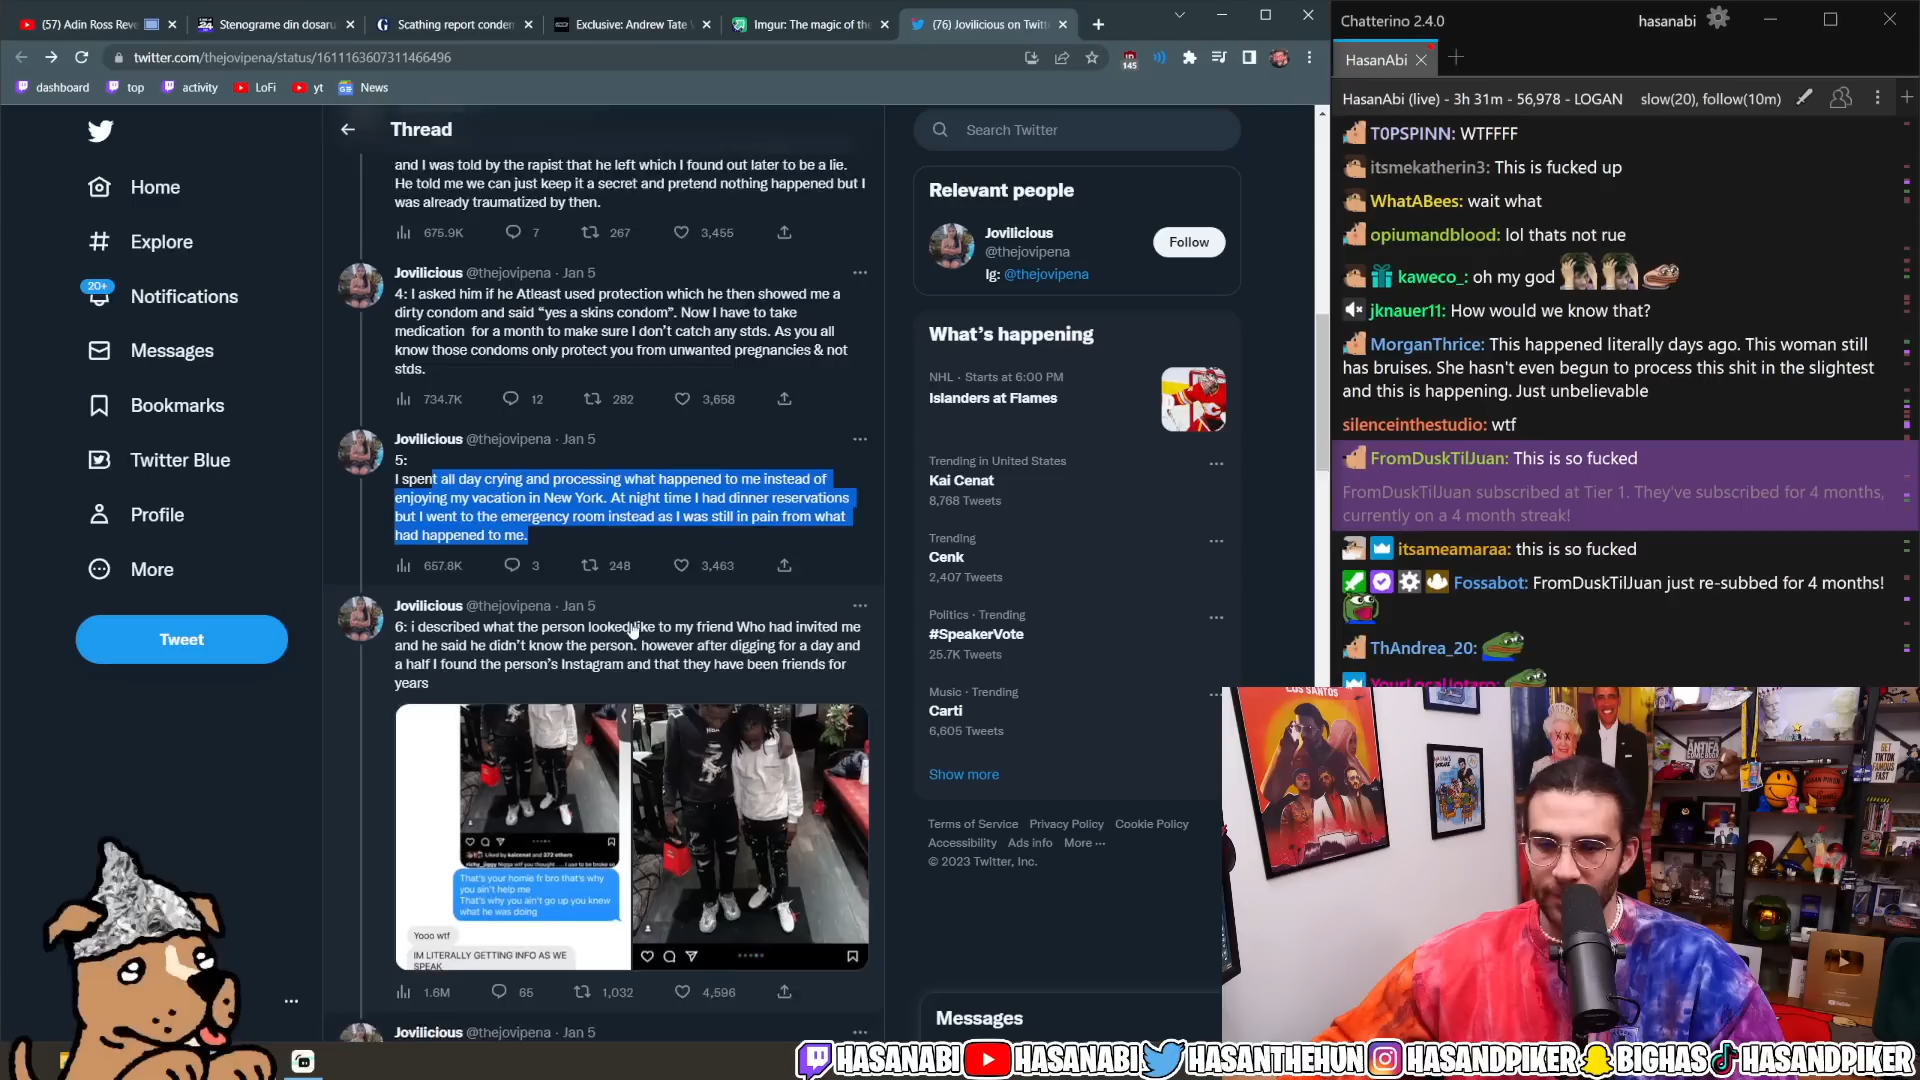 (57) Adin Ross Reve
Stenograme din dosaru
Scathing report conden
Exclusive: Andrew Tate
Imgur: The magic of the
(76) Jovilicious on Twitt
twitter.com/thejovipena/status/1611163607311466496
145
dashboard
top
activity
LoFi
yt
News
Home
Explore
20+
Notifications
Messages
Bookmarks
Twitter Blue
Profile
More
Tweet
Thread
and I was told by the rapist that he left which I found out later to be a lie.
He told me we can just keep it a secret and pretend nothing happened but I
was already traumatized by then.
675.9K 7 267 3,455
Jovilicious @thejovipena · Jan 5
4: I asked him if he Atleast used protection which he then showed me a
dirty condom and said “yes a skins condom”. Now I have to take
medication for a month to make sure I don’t catch any stds. As you all
know those condoms only protect you from unwanted pregnancies & not
stds.
734.7K 12 282 3,658
Jovilicious @thejovipena · Jan 5
5:
I spent all day crying and processing what happened to me instead of
enjoying my vacation in New York. At night time I had dinner reservations
but I went to the emergency room instead as I was still in pain from what
had happened to me.
657.8K 3 248 3,463
Jovilicious @thejovipena · Jan 5
6: i described what the person looked like to my friend Who had invited me
and he said he didn’t know the person. however after digging for a day and
a half I found the person’s Instagram and that they have been friends for
years
Liked by kaicenat and 372 others
That's your homie fr bro that's why
you ain't help me
That's why you ain't go up you knew
what he was doing
Yooo wtf
IM LITERALLY GETTING INFO AS WE
SPEAK
1.6M 65 1,032 4,596
Jovilicious @thejovipena · Jan 5
Search Twitter
Relevant people
Jovilicious
@thejovipena
Follow
Ig: @thejovipena
What’s happening
NHL · Starts at 6:00 PM
Islanders at Flames
Trending in United States
Kai Cenat
8,768 Tweets
Trending
Cenk
2,407 Tweets
Politics · Trending
#SpeakerVote
25.7K Tweets
Music · Trending
Carti
6,605 Tweets
Show more
Terms of Service Privacy Policy Cookie Policy
Accessibility Ads info More ···
© 2023 Twitter, Inc.
Messages
Chatterino 2.4.0
hasanabi
HasanAbi
HasanAbi (live) - 3h 31m - 56,978 - LOGAN slow(20), follow(10m)
T0PSPINN: WTFFFF
itsmekatherin3: This is fucked up
WhatABees: wait what
opiumandblood: lol thats not rue
kaweco_: oh my god
jknauer11: How would we know that?
MorganThrice: This happened literally days ago. This woman still
has bruises. She hasn't even begun to process this shit in the slightest
and this is happening. Just unbelievable
silenceinthestudio: wtf
FromDuskTilJuan: This is so fucked
FromDuskTilJuan subscribed at Tier 1. They've subscribed for 4 months,
currently on a 4 month streak!
itsameamaraa: this is so fucked
Fossabot: FromDuskTilJuan just re-subbed for 4 months!
ThAndrea_20:
LOS SANTOS
ANTIFA
HASANABI HASANABI HASANTHEHUN HASANDPIKER BIGHAS HASANDPIKER